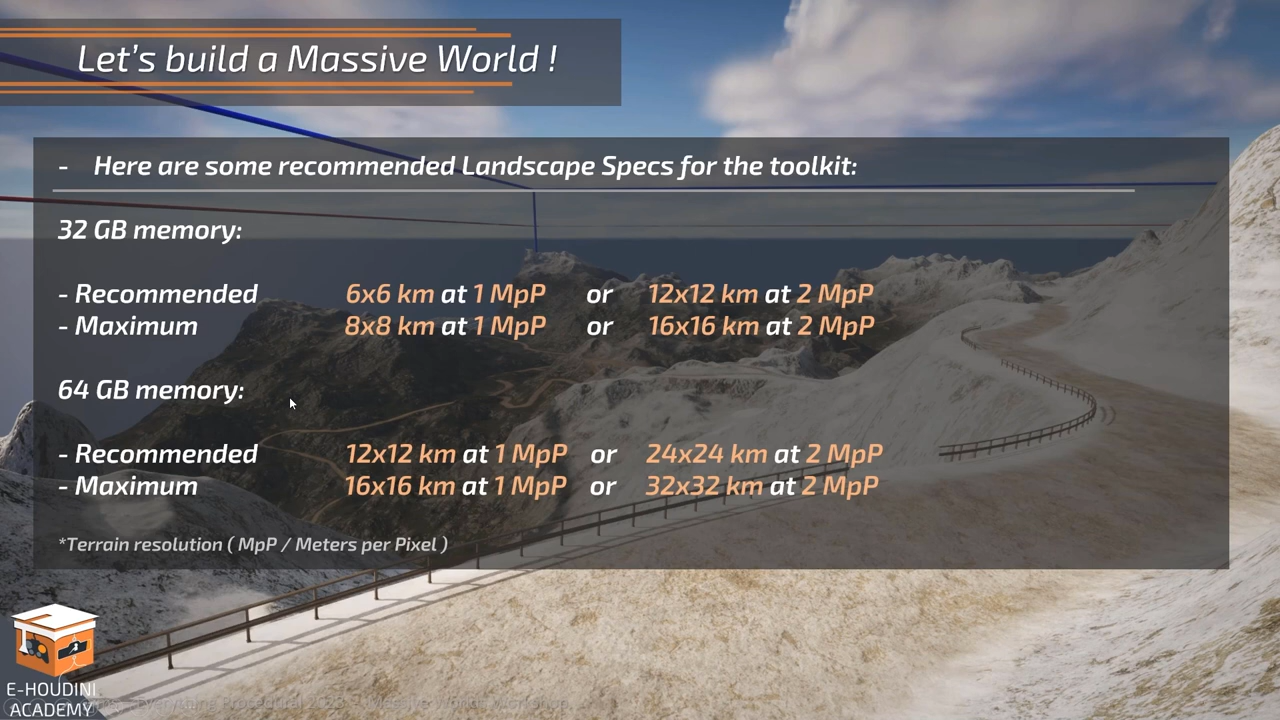 Let's build a Massive World !
- Here are some recommended Landscape Specs for the toolkit:
32 GB memory:
- Recommended 6x6 km at 1 MpP or 12x12 km at 2 MpP
- Maximum 8x8 km at 1 MpP or 16x16 km at 2 MpP
64 GB memory:
- Recommended 12x12 km at 1 MpP or 24x24 km at 2 MpP
- Maximum 16x16 km at 1 MpP or 32x32 km at 2 MpP
*Terrain resolution ( MpP / Meters per Pixel )
E-HOUDINI
ACADEMY